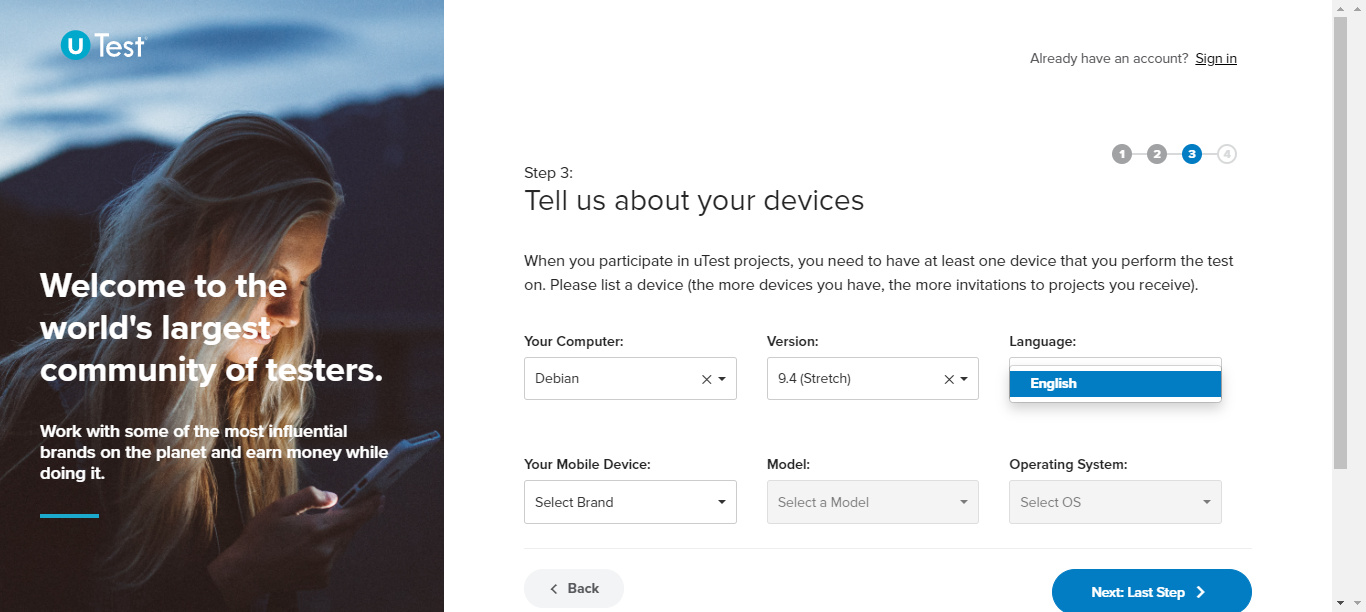 uTest
Already have an account? Sign in
1 2 3 4
Step 3:
Tell us about your devices
Welcome to the
world's largest
community of testers.
Work with some of the most influential
brands on the planet and earn money while
doing it.
When you participate in uTest projects, you need to have at least one device that you perform the test
on. Please list a device (the more devices you have, the more invitations to projects you receive).
Your Computer: Version: Language:
Debian 9.4 (Stretch) English
Your Mobile Device: Model: Operating System:
Select Brand Select a Model Select OS
Back Next: Last Step